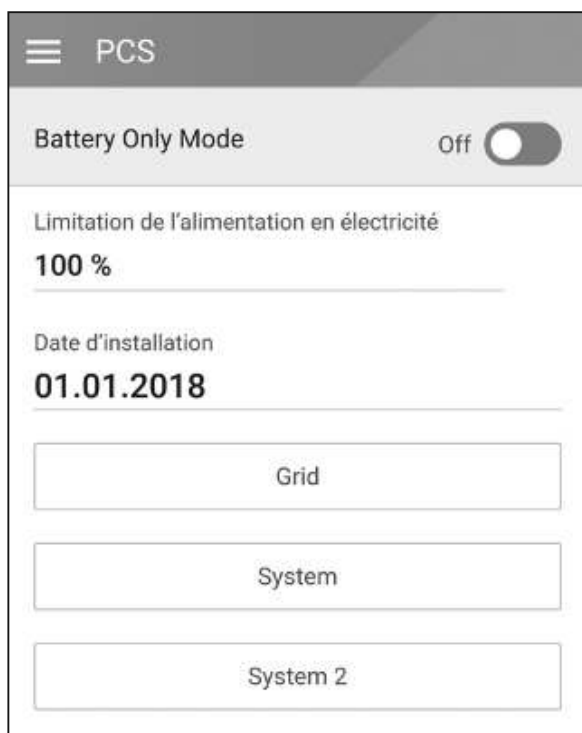 PCS
Battery Only Mode Off
Limitation de l'alimentation en électricité
100 %
Date d'installation
01.01.2018
Grid
System
System 2